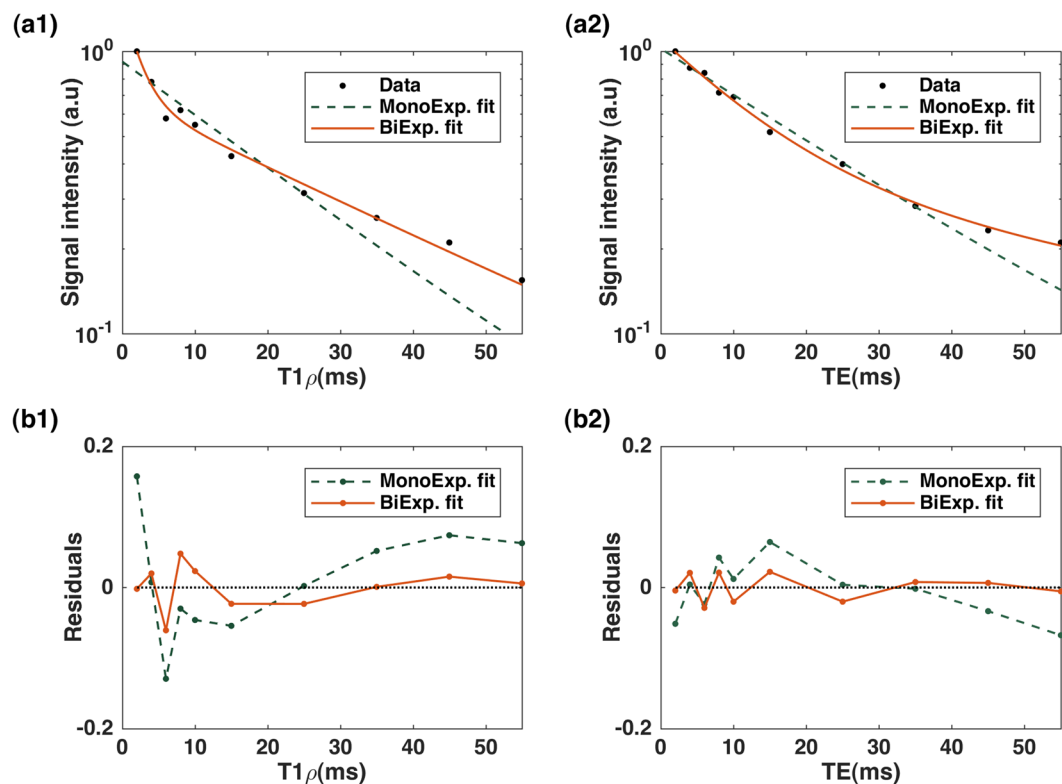 (a1)
10^0
10^-1
Signal intensity (a.u)
Data
MonoExp. fit
BiExp. fit
0 10 20 30 40 50
T1ρ(ms)
(a2)
10^0
10^-1
Signal intensity (a.u)
Data
MonoExp. fit
BiExp. fit
0 10 20 30 40 50
TE(ms)
(b1)
0.2
0
-0.2
Residuals
MonoExp. fit
BiExp. fit
0 10 20 30 40 50
T1ρ(ms)
(b2)
0.2
0
-0.2
Residuals
MonoExp. fit
BiExp. fit
0 10 20 30 40 50
TE(ms)